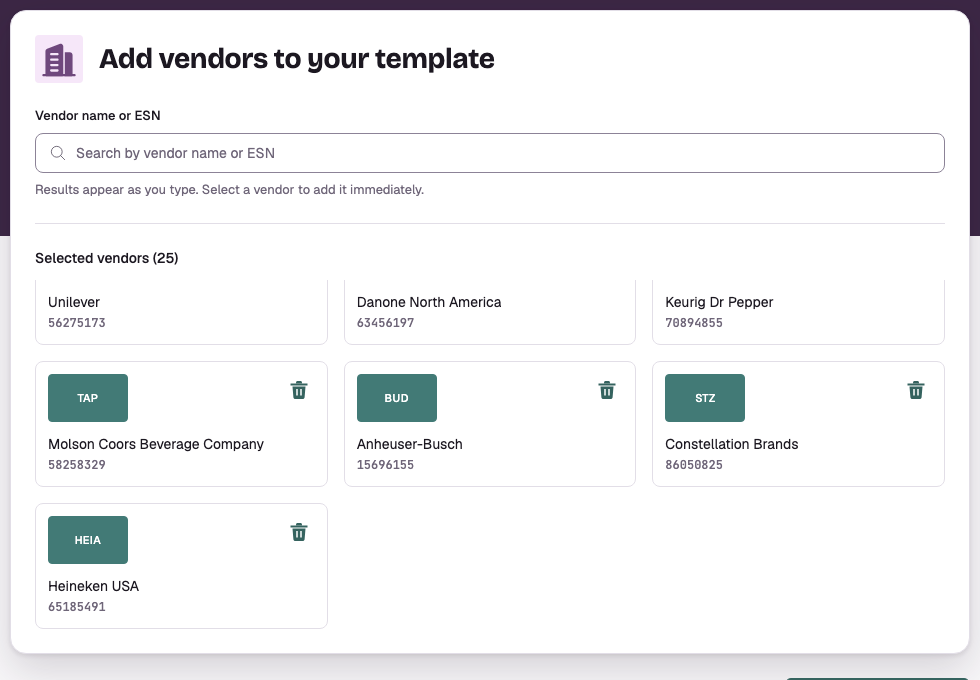 Add vendors to your template
Vendor name or ESN
Search by vendor name or ESN
Results appear as you type. Select a vendor to add it immediately.
Selected vendors (25)
Unilever
56275173
Danone North America
63456197
Keurig Dr Pepper
70894855
TAP
Molson Coors Beverage Company
58258329
BUD
Anheuser-Busch
15696155
STZ
Constellation Brands
86050825
HEIA
Heineken USA
65185491